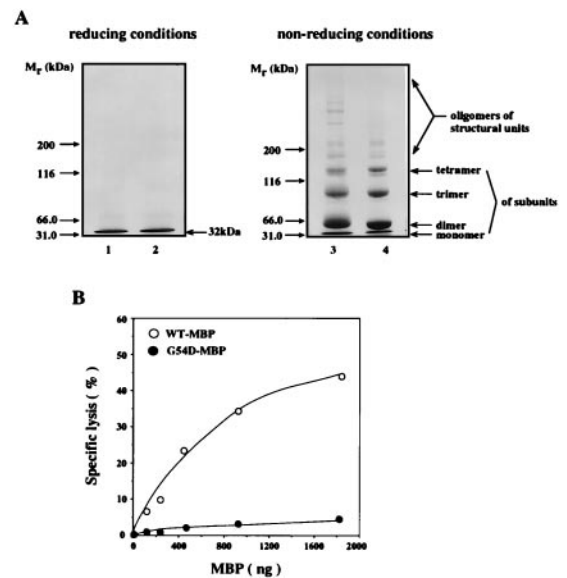 A
reducing conditions
non-reducing conditions
Mr (kDa)
Mr (kDa)
200
116
66.0
31.0
32kDa
1 2
200
116
66.0
31.0
3 4
oligomers of
structural units
tetramer
trimer
of subunits
dimer
monomer
B
60
50
40
30
20
10
0
WT-MBP
G54D-MBP
Specific lysis ( % )
0 400 800 1200 1600 2000
MBP ( ng )